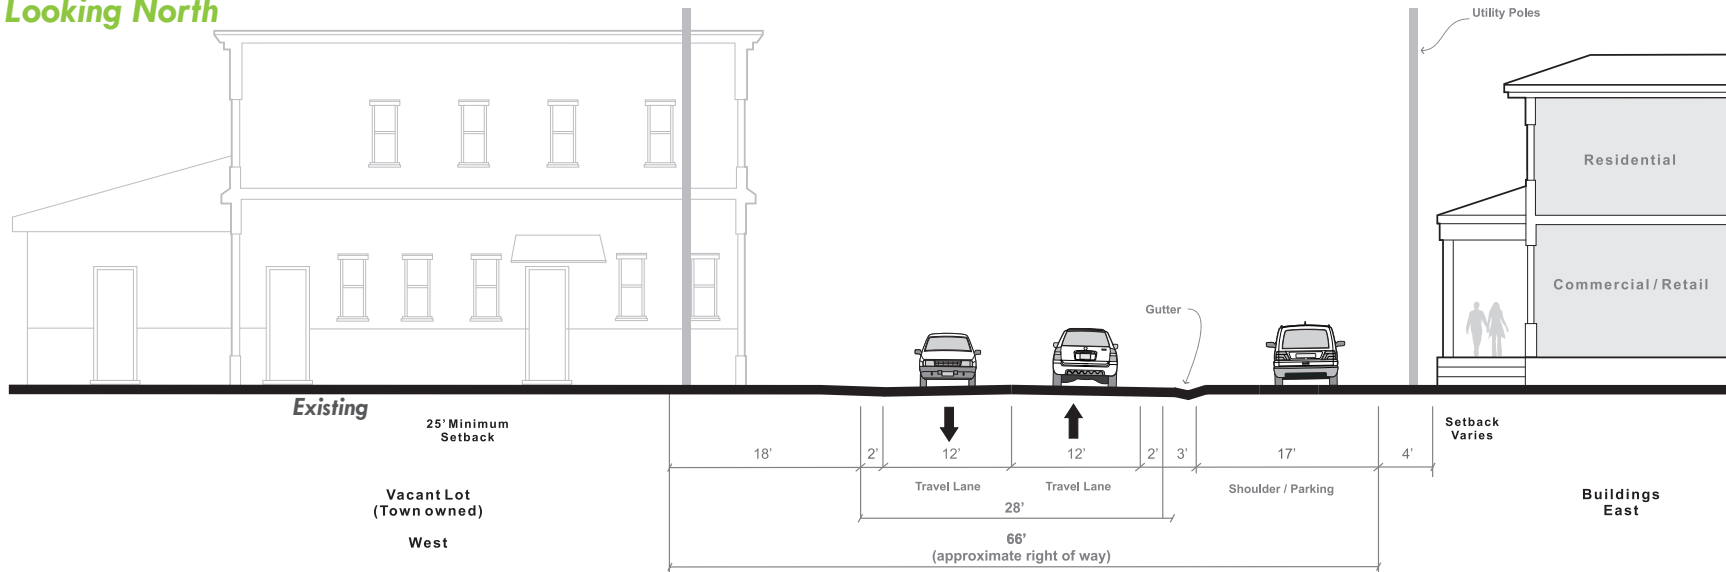 Looking North
Utility Poles
Residential
Commercial / Retail
Gutter
Existing
25' Minimum
Setback
Setback
Varies
18'
2'
12'
12'
2'
3'
17'
4'
Travel Lane
Travel Lane
Shoulder / Parking
Vacant Lot
(Town owned)
West
Buildings
East
28'
66'
(approximate right of way)